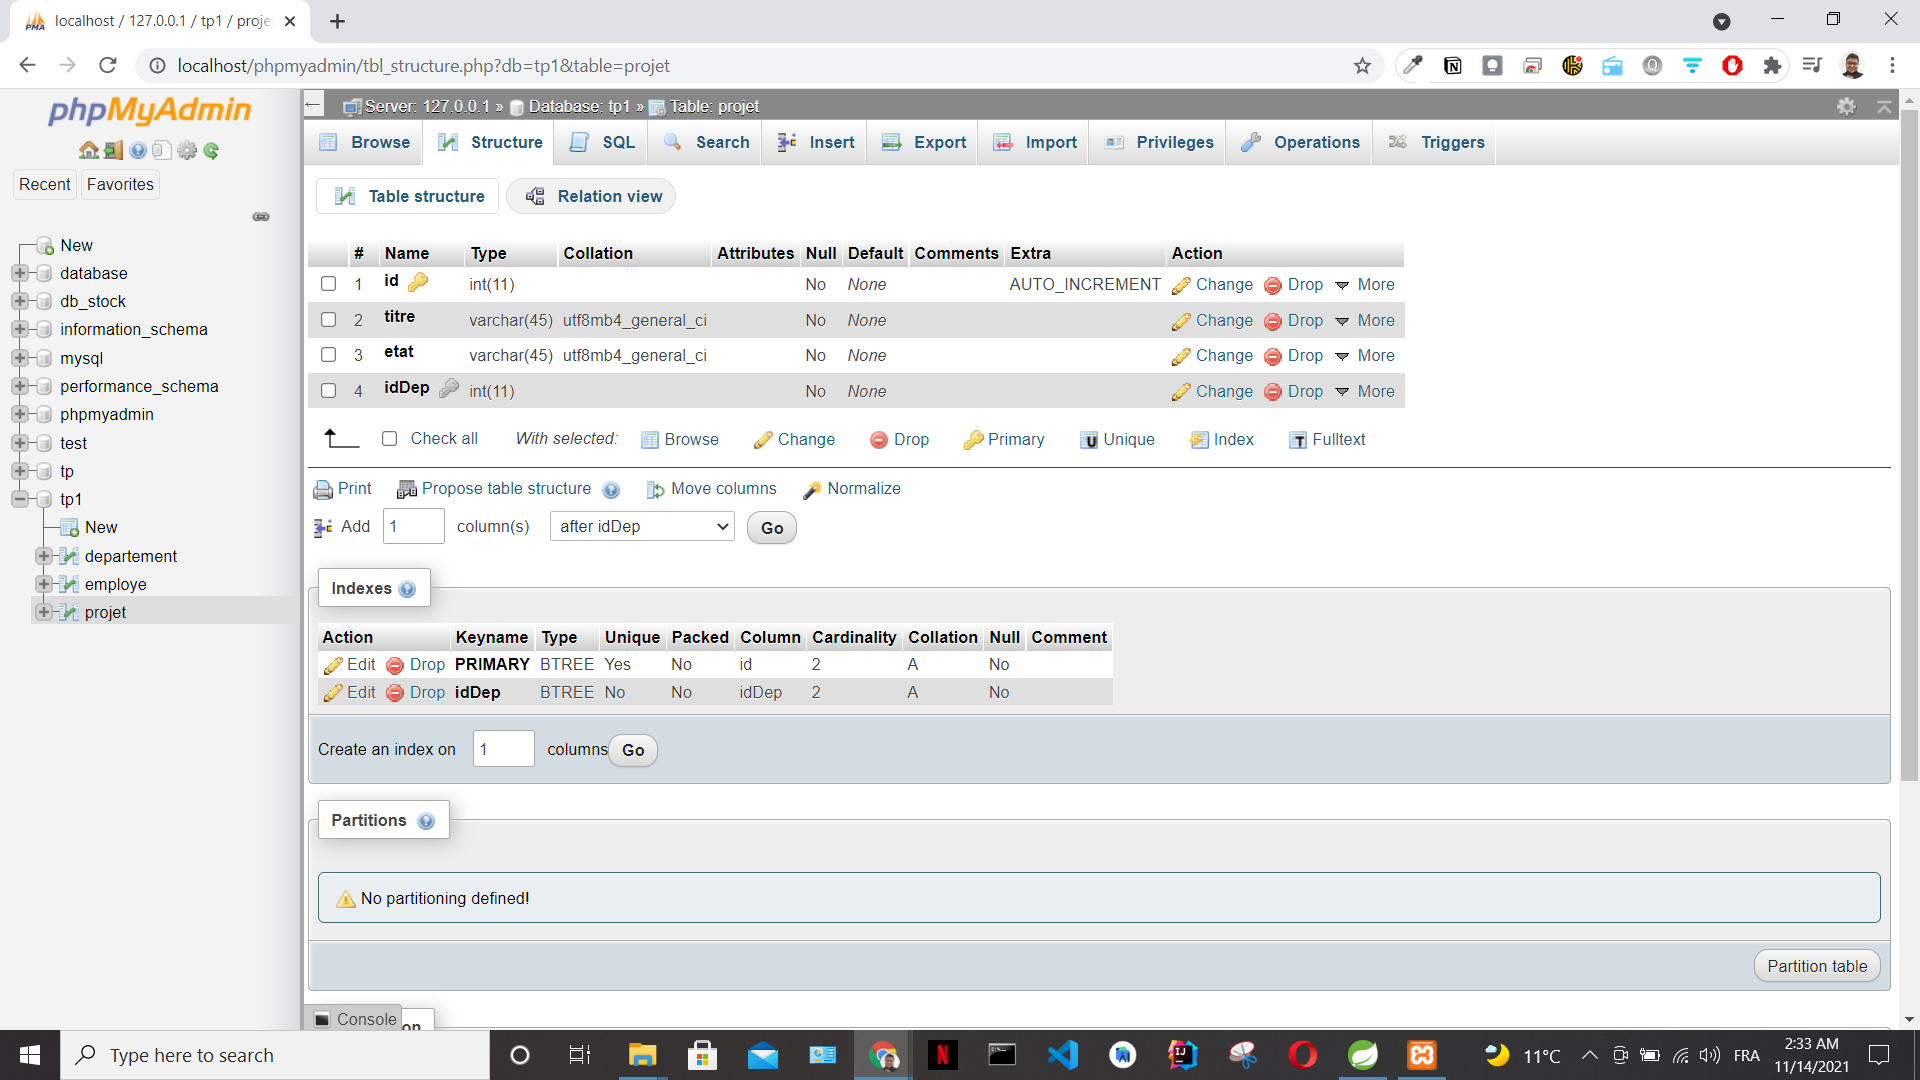 localhost / 127.0.0.1 / tp1 / proje
localhost/phpmyadmin/tbl_structure.php?db=tp1&table=projet
phpMyAdmin
Recent Favorites
New
database
db_stock
information_schema
mysql
performance_schema
phpmyadmin
test
tp
tp1
New
departement
employe
projet
Server: 127.0.0.1 » Database: tp1 » Table: projet
Browse Structure SQL Search Insert Export Import Privileges Operations Triggers
Table structure Relation view
# Name Type Collation Attributes Null Default Comments Extra Action
1 id int(11) No None AUTO_INCREMENT Change Drop More
2 titre varchar(45) utf8mb4_general_ci No None Change Drop More
3 etat varchar(45) utf8mb4_general_ci No None Change Drop More
4 idDep int(11) No None Change Drop More
Check all With selected: Browse Change Drop Primary Unique Index Fulltext
Print Propose table structure Move columns Normalize
Add 1 column(s) after idDep Go
Indexes
Action Keyname Type Unique Packed Column Cardinality Collation Null Comment
Edit Drop PRIMARY BTREE Yes No id 2 A No
Edit Drop idDep BTREE No No idDep 2 A No
Create an index on 1 columns Go
Partitions
No partitioning defined!
Partition table
Console on
Type here to search
11°C FRA 2:33 AM
11/14/2021